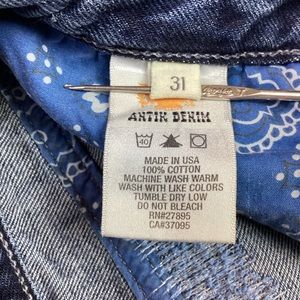 31
ANTIK DENIM
40
MADE IN USA
100% COTTON
MACHINE WASH WARM
WASH WITH LIKE COLORS
TUMBLE DRY LOW
DO NOT BLEACH
RN#27895
CA#37095